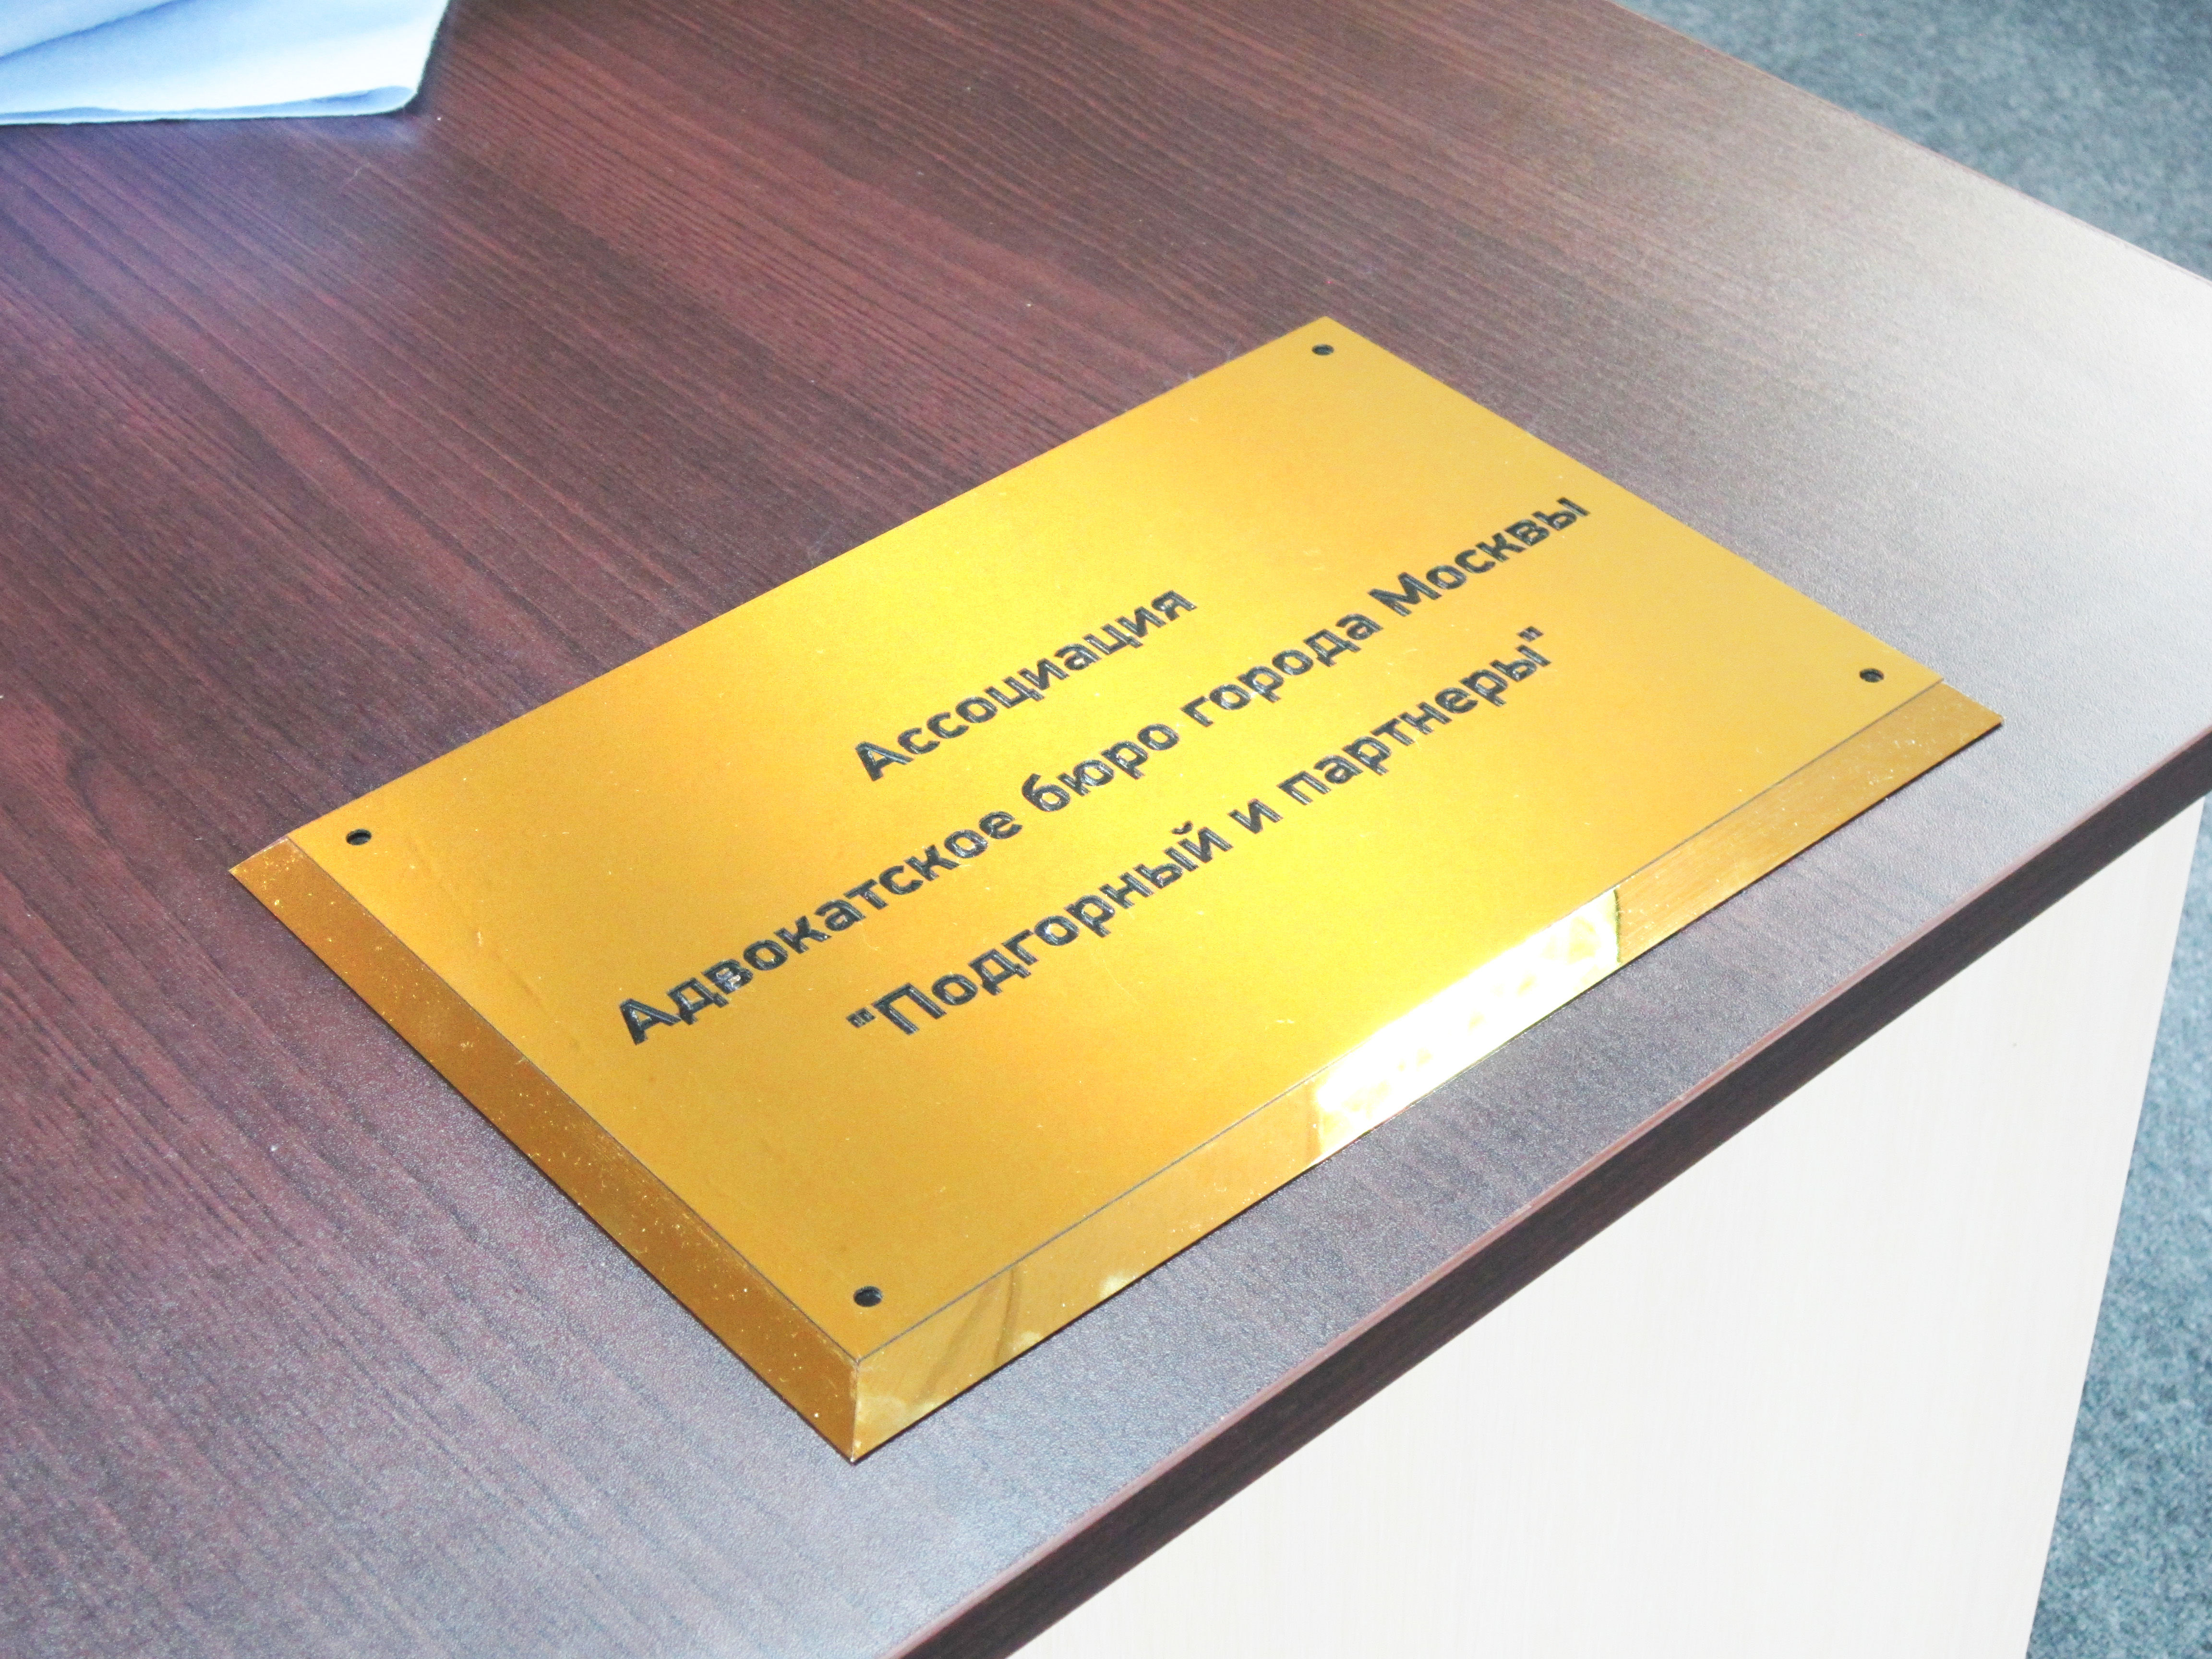 Ассоциация
Адвокатское бюро города Москвы
"Подгорный и партнеры"